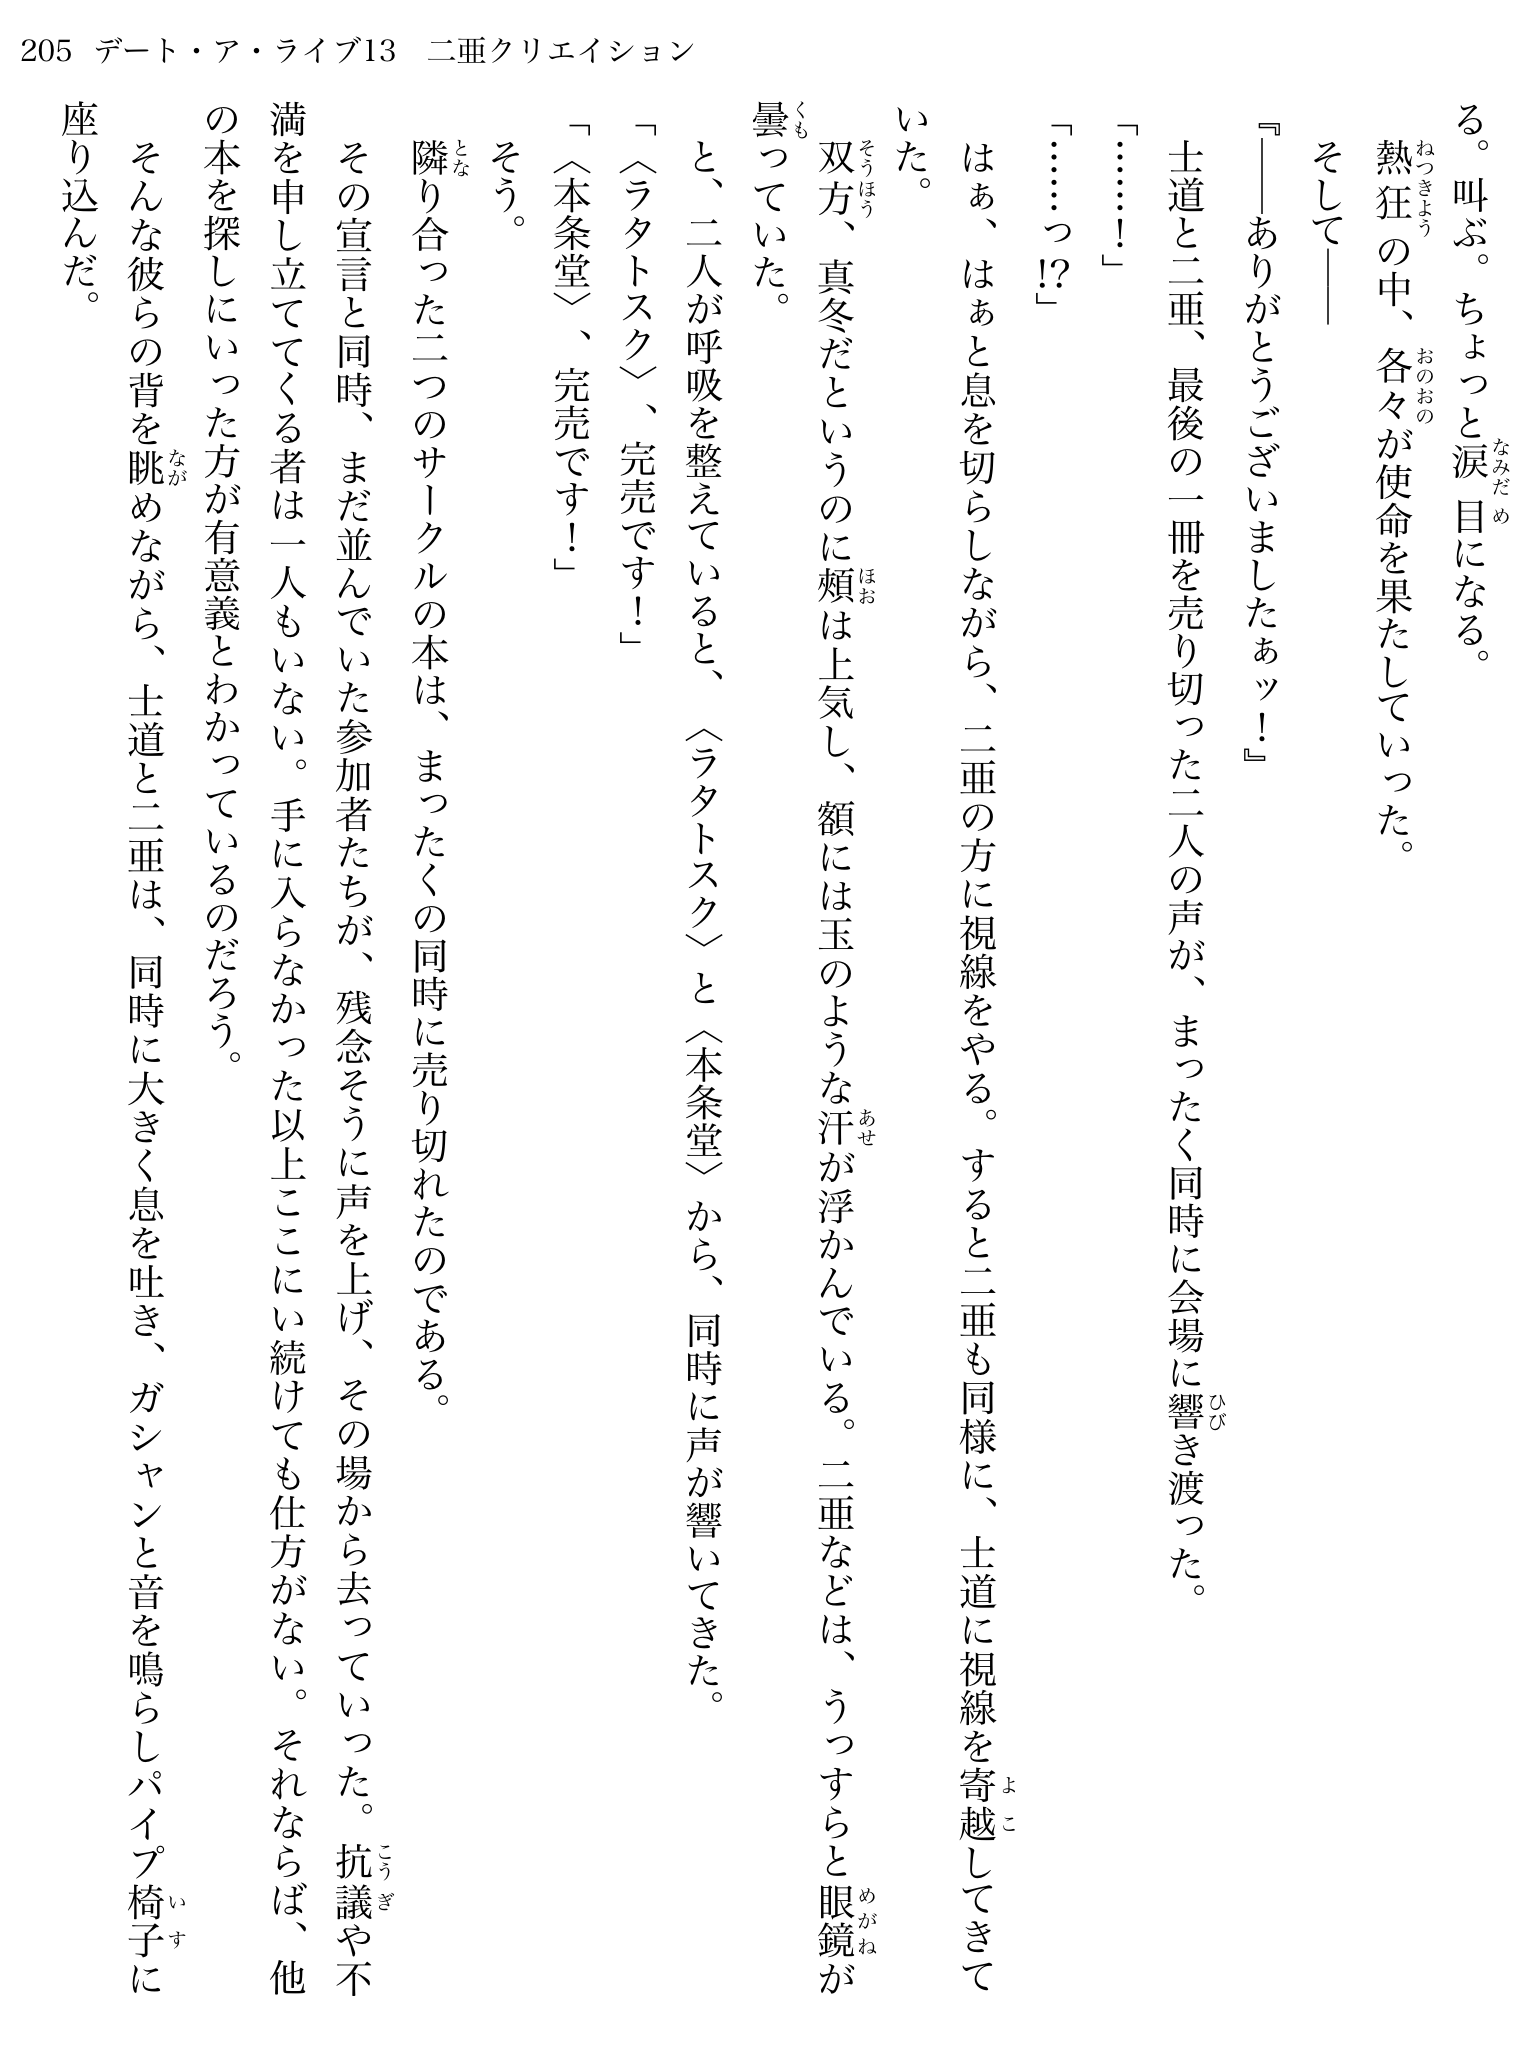 205 デート・ア・ライブ13　二亜クリエイション
る。叫ぶ。ちょっと涙目になる。
　熱狂の中、各々が使命を果たしていった。
　そして――
『――ありがとうございましたぁッ！』
　士道と二亜、最後の一冊を売り切った二人の声が、まったく同時に会場に響き渡った。
「……！」
「……っ!?」
　はぁ、はぁと息を切らしながら、二亜の方に視線をやる。すると二亜も同様に、士道に視線を寄越してきて
いた。
　双方、真冬だというのに頰は上気し、額には玉のような汗が浮かんでいる。二亜などは、うっすらと眼鏡が
曇っていた。
　と、二人が呼吸を整えていると、〈ラタトスク〉と〈本条堂〉から、同時に声が響いてきた。
「〈ラタトスク〉、完売です！」
「〈本条堂〉、完売です！」
　そう。
　隣り合った二つのサークルの本は、まったくの同時に売り切れたのである。
　その宣言と同時、まだ並んでいた参加者たちが、残念そうに声を上げ、その場から去っていった。抗議や不
満を申し立ててくる者は一人もいない。手に入らなかった以上ここにい続けても仕方がない。それならば、他
の本を探しにいった方が有意義とわかっているのだろう。
　そんな彼らの背を眺めながら、士道と二亜は、同時に大きく息を吐き、ガシャンと音を鳴らしパイプ椅子に
座り込んだ。